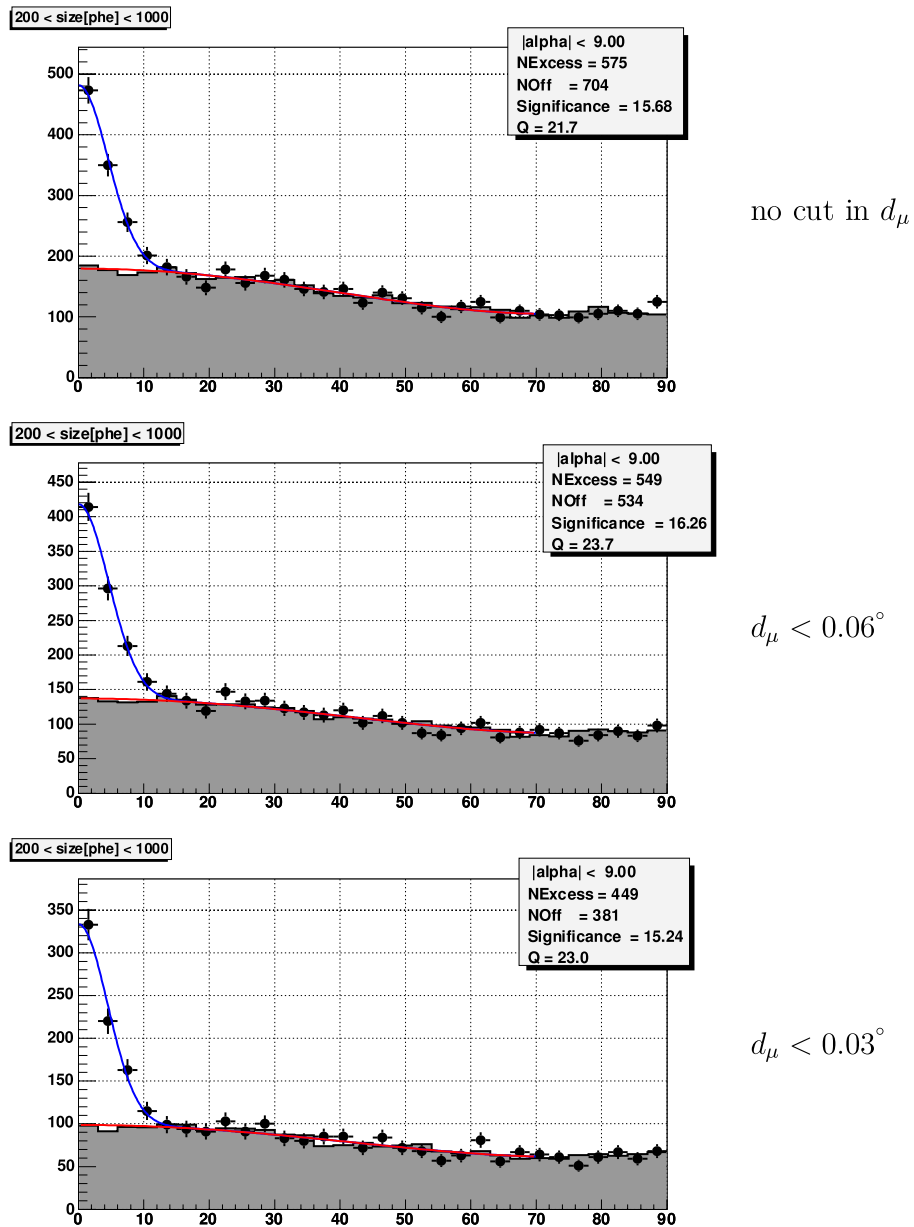 200 < size[phe] < 1000
|alpha| < 9.00
NExcess = 575
NOff = 704
Significance = 15.68
Q = 21.7
500
400
300
200
100
0
0 10 20 30 40 50 60 70 80 90
no cut in dμ
200 < size[phe] < 1000
|alpha| < 9.00
NExcess = 549
NOff = 534
Significance = 16.26
Q = 23.7
450
400
350
300
250
200
150
100
50
0
0 10 20 30 40 50 60 70 80 90
dμ < 0.06°
200 < size[phe] < 1000
|alpha| < 9.00
NExcess = 449
NOff = 381
Significance = 15.24
Q = 23.0
350
300
250
200
150
100
50
0
0 10 20 30 40 50 60 70 80 90
dμ < 0.03°